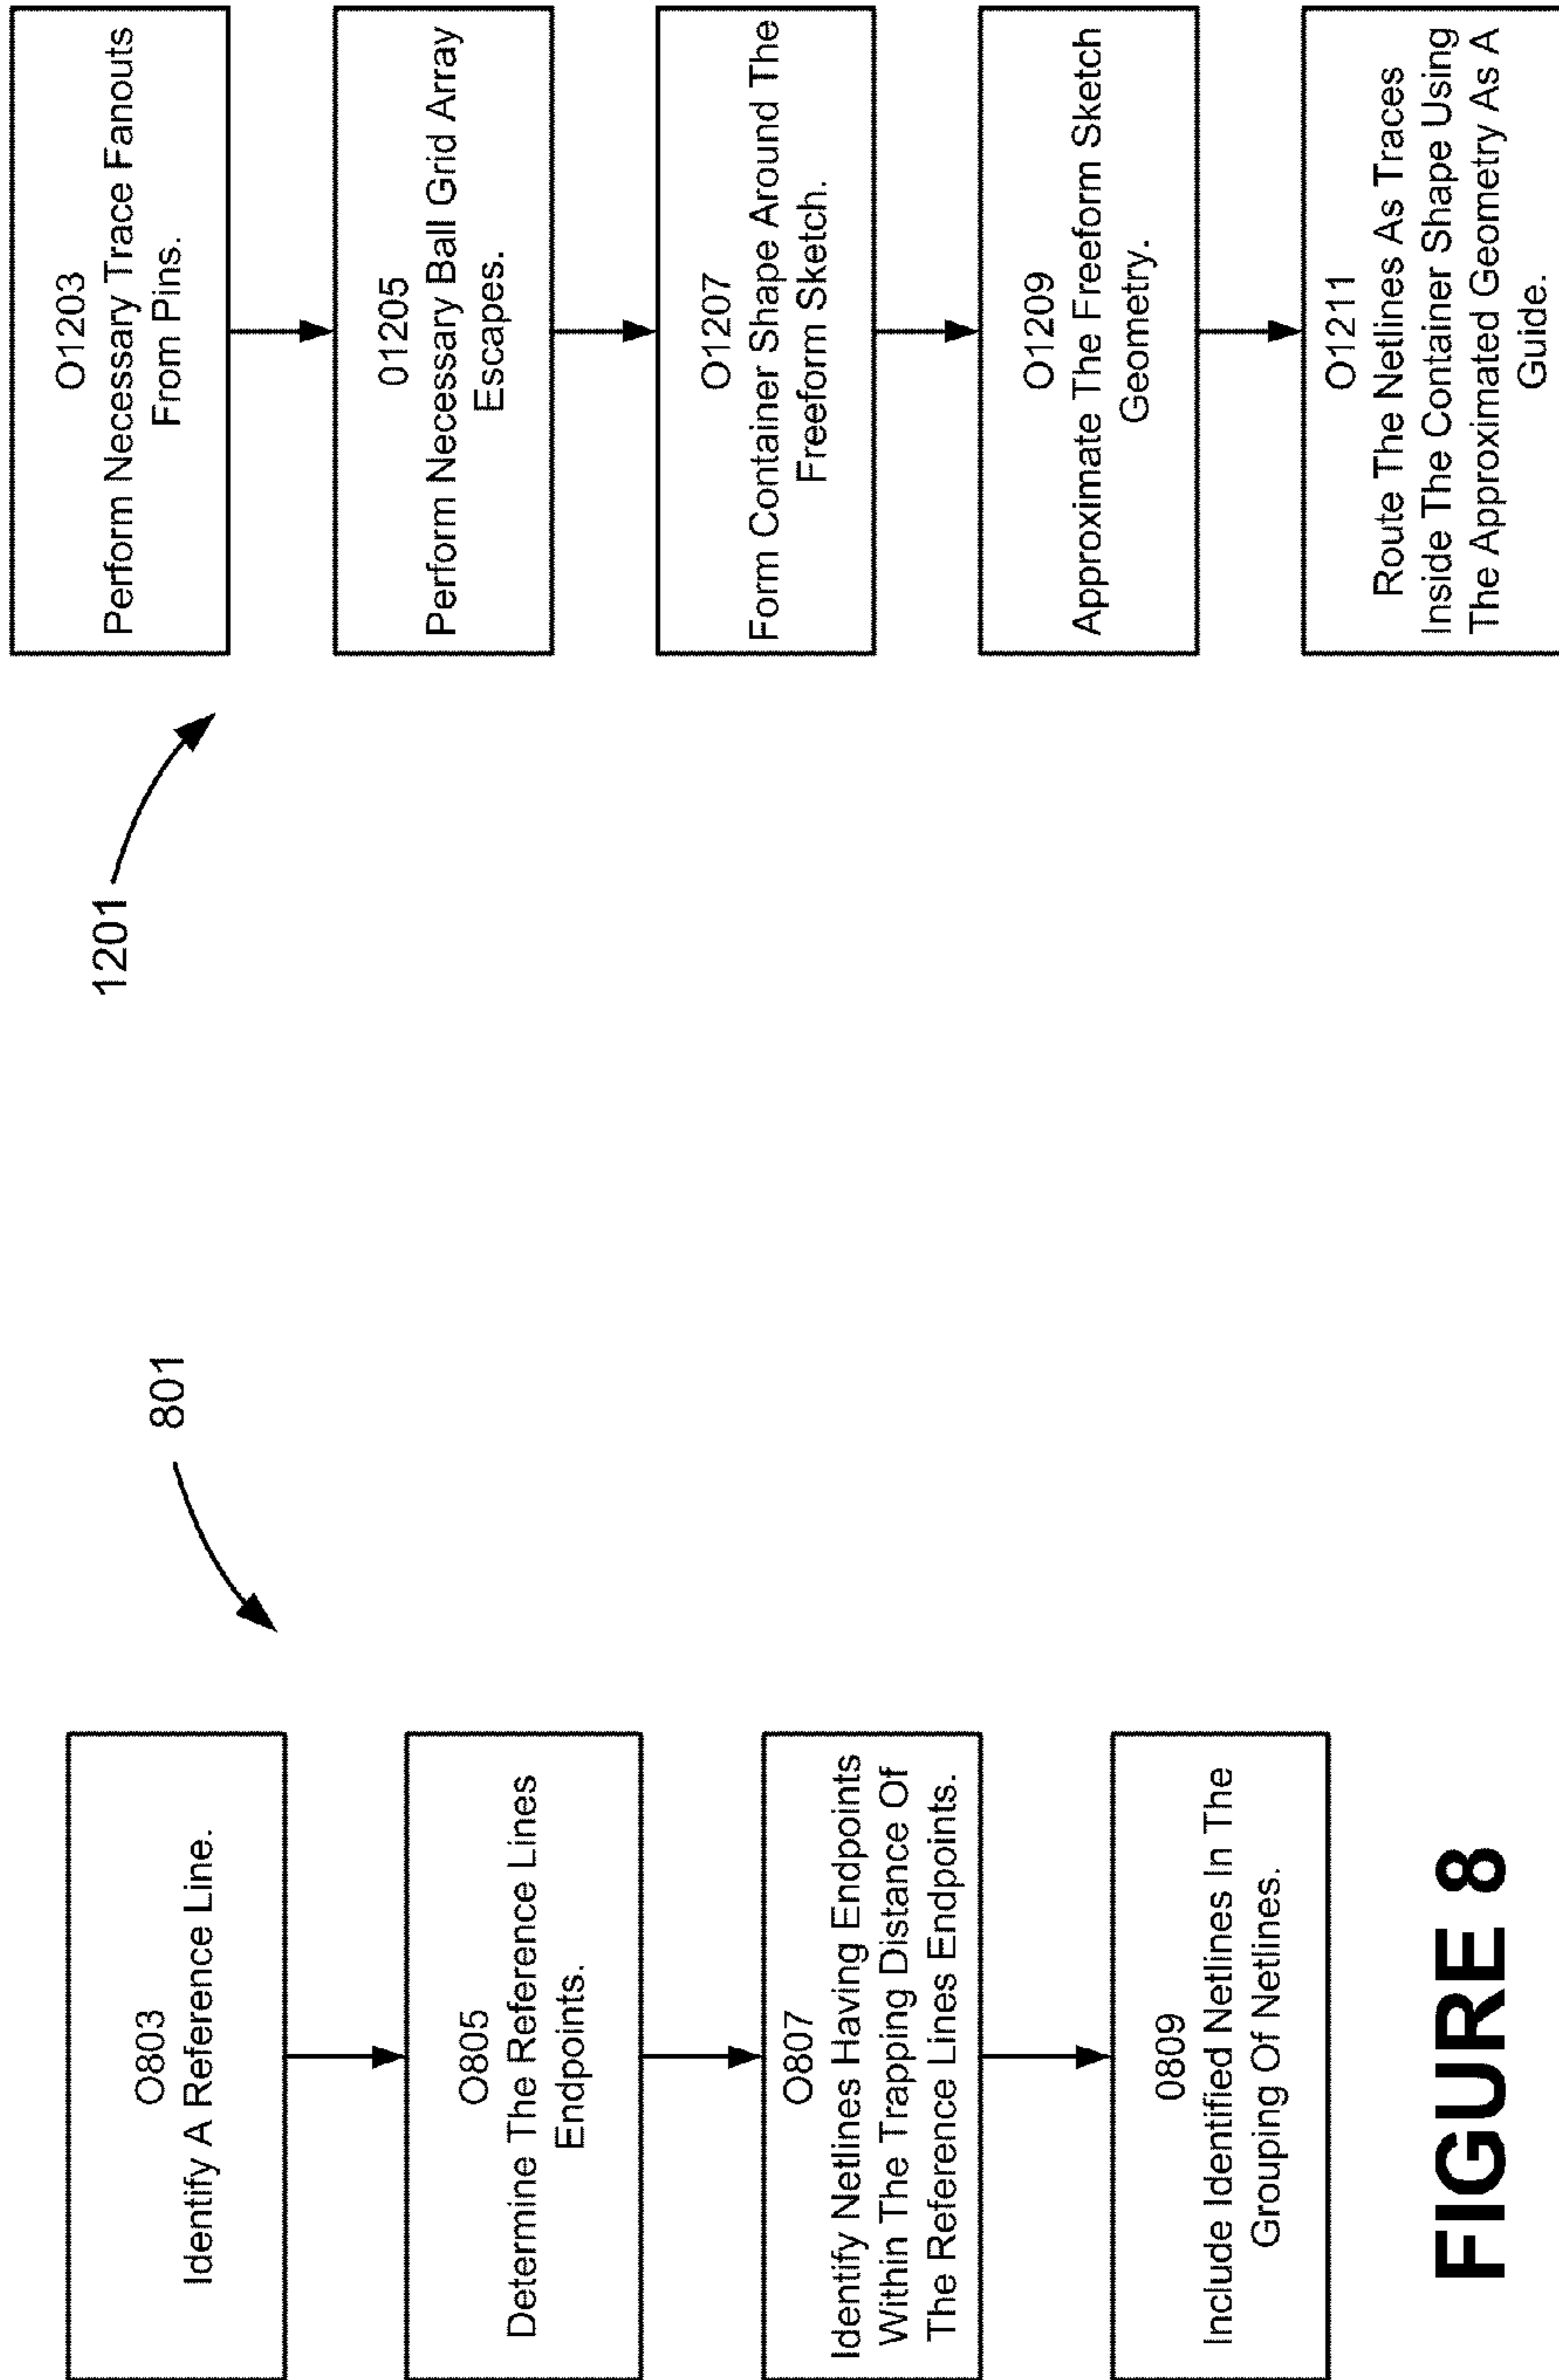 801
O803
Identify A Reference Line.
O805
Determine The Reference Lines
Endpoints.
O807
Identify Netlines Having Endpoints
Within The Trapping Distance Of
The Reference Lines Endpoints.
0809
Include Identified Netlines In The
Grouping Of Netlines.
FIGURE 8
1201
O1203
Perform Necessary Trace Fanouts
From Pins.
01205
Perform Necessary Ball Grid Array
Escapes.
O1207
Form Container Shape Around The
Freeform Sketch.
O1209
Approximate The Freeform Sketch
Geometry.
O1211
Route The Netlines As Traces
Inside The Container Shape Using
The Approximated Geometry As A
Guide.